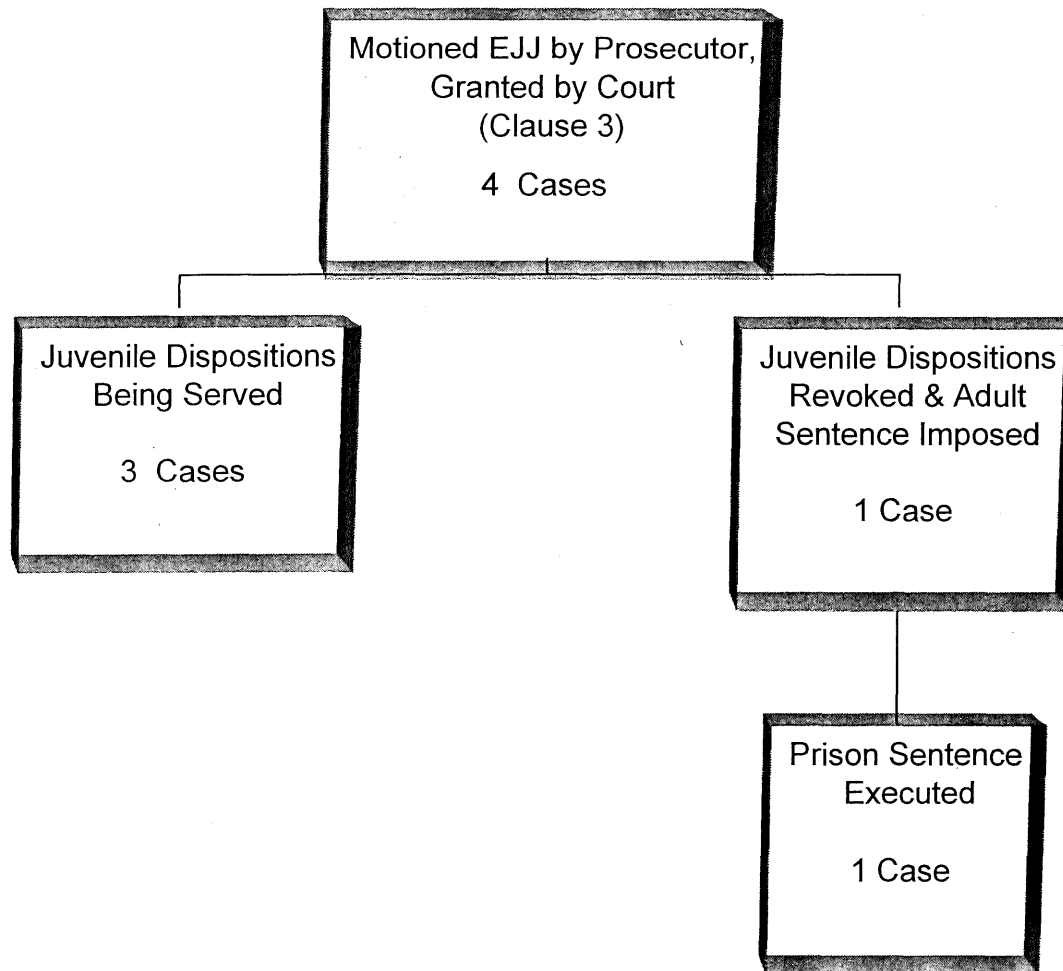 Motioned EJJ by Prosecutor,
Granted by Court
(Clause 3)
4 Cases
Juvenile Dispositions
Being Served
3 Cases
Juvenile Dispositions
Revoked & Adult
Sentence Imposed
1 Case
Prison Sentence
Executed
1 Case